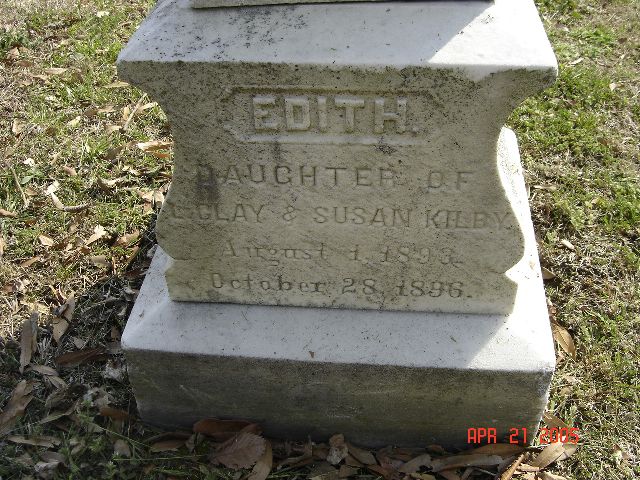 EDITH.
DAUGHTER OF
CLAY & SUSAN KILBY
August 1, 1893.
October 28, 1896.
APR 21 2005